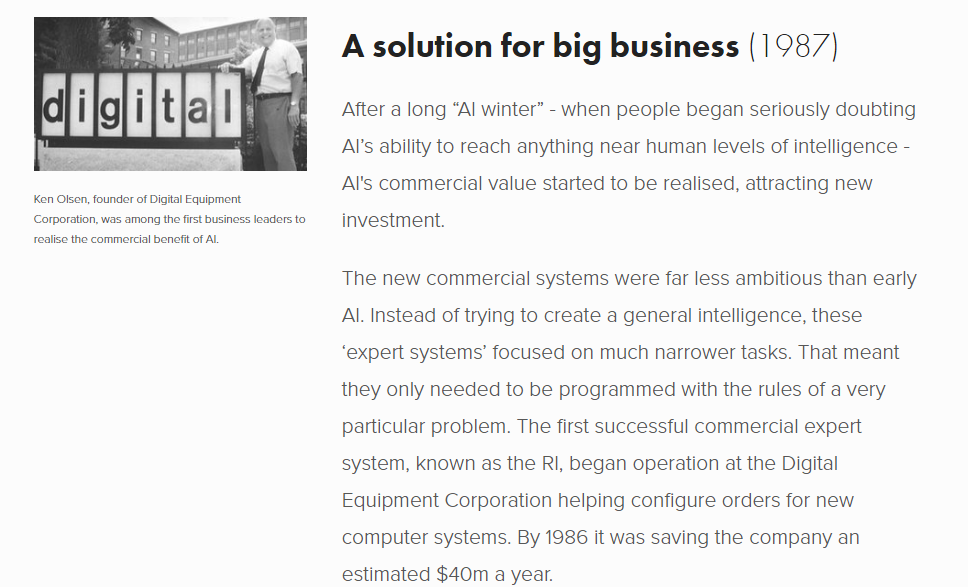 digital
Ken Olsen, founder of Digital Equipment
Corporation, was among the first business leaders to
realise the commercial benefit of AI.
A solution for big business (1987)
After a long “AI winter” - when people began seriously doubting
AI’s ability to reach anything near human levels of intelligence -
AI's commercial value started to be realised, attracting new
investment.
The new commercial systems were far less ambitious than early
AI. Instead of trying to create a general intelligence, these
‘expert systems’ focused on much narrower tasks. That meant
they only needed to be programmed with the rules of a very
particular problem. The first successful commercial expert
system, known as the RI, began operation at the Digital
Equipment Corporation helping configure orders for new
computer systems. By 1986 it was saving the company an
estimated $40m a year.